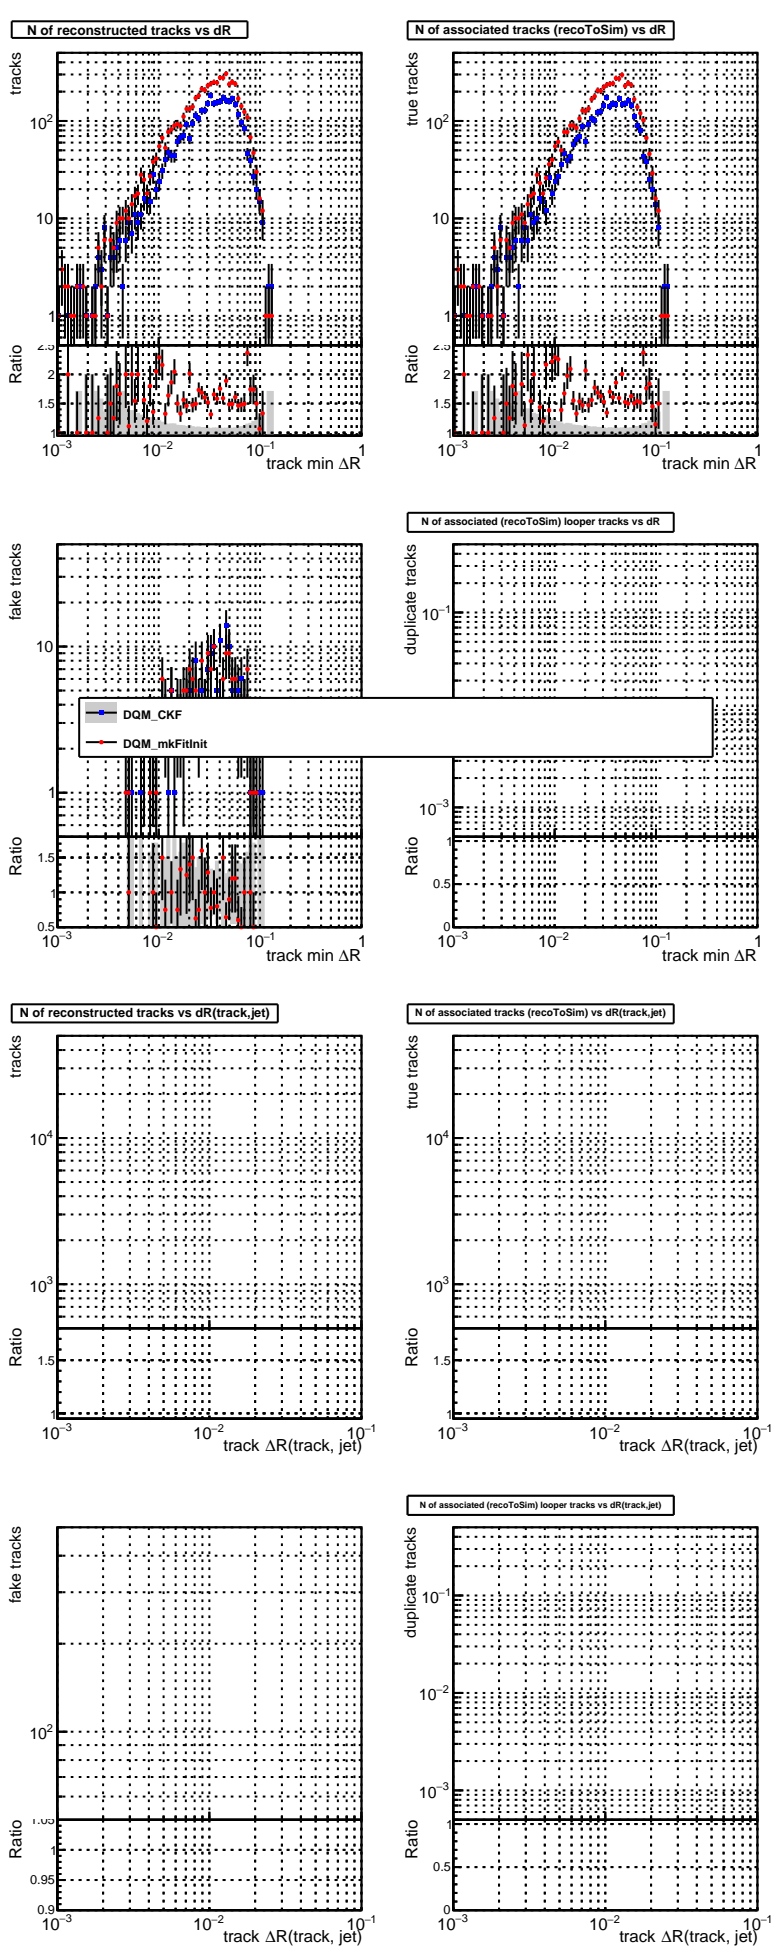 N of reconstructed tracks vs dR
tracks
10²
10
1
Ratio
2.5
2
1.5
1
10⁻³
10⁻²
10⁻¹
1
track min ΔR
N of associated tracks (recoToSim) vs dR
true tracks
10²
10
1
Ratio
2.5
2
1.5
1
10⁻³
10⁻²
10⁻¹
1
track min ΔR
fake tracks
10
1
Ratio
1.5
1
0.5
10⁻³
10⁻²
10⁻¹
1
track min ΔR
N of associated (recoToSim) looper tracks vs dR
duplicate tracks
10⁻¹
10⁻³
Ratio
1
0.5
0
10⁻³
10⁻²
10⁻¹
1
track min ΔR
DQM_CKF
DQM_mkFitInit
N of reconstructed tracks vs dR(track,jet)
tracks
10⁴
10³
Ratio
1.5
1
10⁻³
10⁻²
10⁻¹
track ΔR(track, jet)
N of associated tracks (recoToSim) vs dR(track,jet)
true tracks
10⁴
10³
Ratio
1.5
1
10⁻³
10⁻²
10⁻¹
track ΔR(track, jet)
fake tracks
10²
Ratio
1.05
1
0.95
0.9
10⁻³
10⁻²
10⁻¹
track ΔR(track, jet)
N of associated (recoToSim) looper tracks vs dR(track,jet)
duplicate tracks
10⁻¹
10⁻²
10⁻³
Ratio
1
0.5
0
10⁻³
10⁻²
10⁻¹
track ΔR(track, jet)